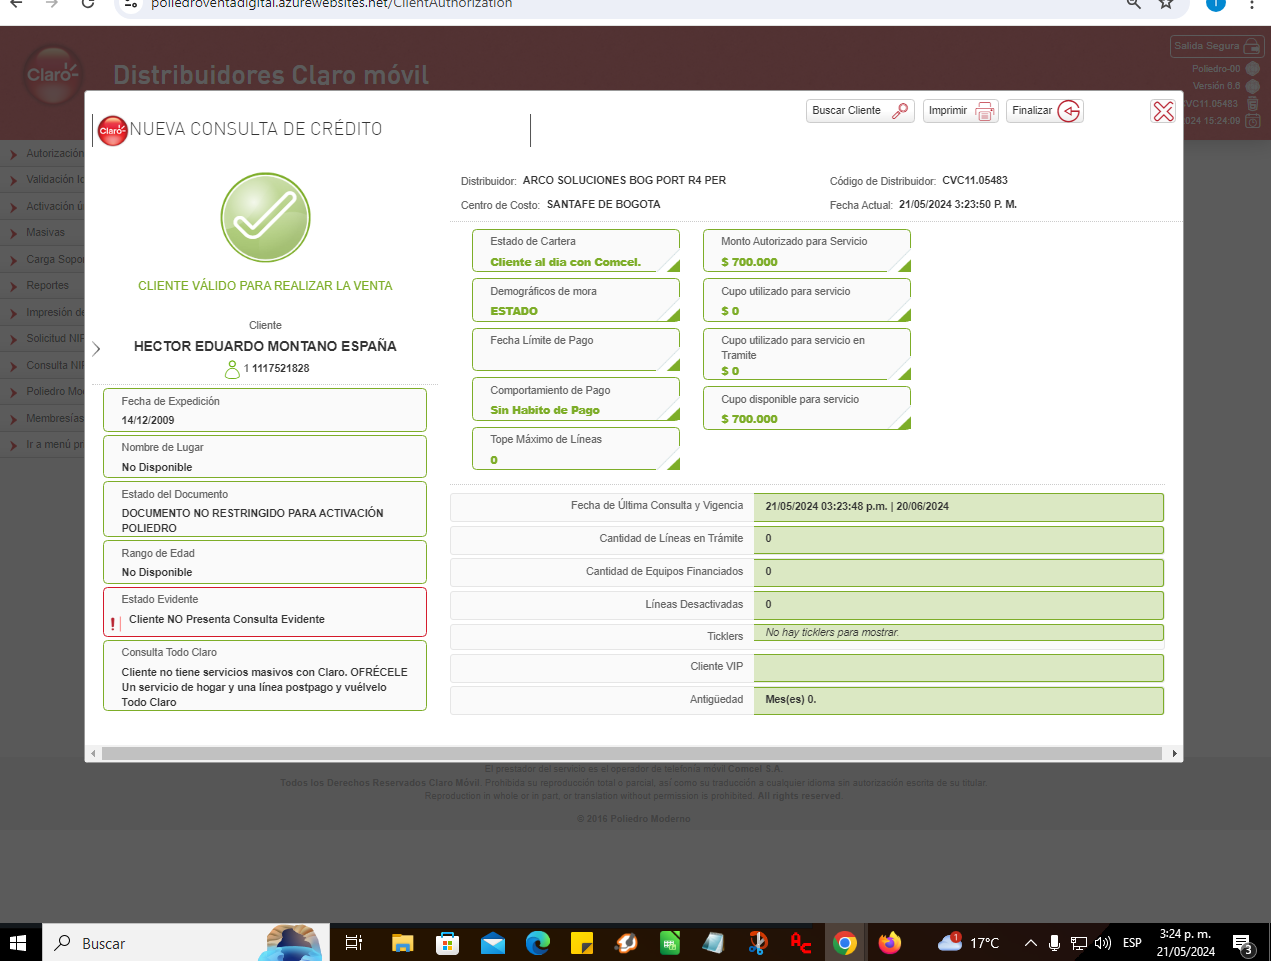 poliedroventadigital.azurewebsites.net/ClientAuthorization
Claro
Distribuidores Claro móvil
Salida Segura
Poliedro-00
Versión 6.6
CVC11.05483
2024 15:24:09
Autorización
Validación Id
Activación ú
Masivas
Carga Sopor
Reportes
Impresión de
Solicitud NIP
Consulta NIP
Poliedro Mo
Membresías
Ir a menú pr
Claro
NUEVA CONSULTA DE CRÉDITO
Buscar Cliente
Imprimir
Finalizar
CLIENTE VÁLIDO PARA REALIZAR LA VENTA
Cliente
HECTOR EDUARDO MONTANO ESPAÑA
1 1117521828
Fecha de Expedición
14/12/2009
Nombre de Lugar
No Disponible
Estado del Documento
DOCUMENTO NO RESTRINGIDO PARA ACTIVACIÓN
POLIEDRO
Rango de Edad
No Disponible
Estado Evidente
! Cliente NO Presenta Consulta Evidente
Consulta Todo Claro
Cliente no tiene servicios masivos con Claro. OFRÉCELE
Un servicio de hogar y una línea postpago y vuélvelo
Todo Claro
Distribuidor: ARCO SOLUCIONES BOG PORT R4 PER
Código de Distribuidor: CVC11.05483
Centro de Costo: SANTAFE DE BOGOTA
Fecha Actual: 21/05/2024 3:23:50 P. M.
Estado de Cartera
Cliente al dia con Comcel.
Demográficos de mora
ESTADO
Fecha Límite de Pago
Comportamiento de Pago
Sin Habito de Pago
Tope Máximo de Líneas
0
Monto Autorizado para Servicio
$ 700.000
Cupo utilizado para servicio
$ 0
Cupo utilizado para servicio en
Tramite
$ 0
Cupo disponible para servicio
$ 700.000
Fecha de Última Consulta y Vigencia 21/05/2024 03:23:48 p.m. | 20/06/2024
Cantidad de Líneas en Trámite 0
Cantidad de Equipos Financiados 0
Líneas Desactivadas 0
Ticklers No hay ticklers para mostrar.
Cliente VIP
Antigüedad Mes(es) 0.
El prestador del servicio es el operador de telefonía móvil Comcel S.A.
Todos los Derechos Reservados Claro Móvil. Prohibida su reproducción total o parcial, así como su traducción a cualquier idioma sin autorización escrita de su titular.
Reproduction in whole or in part, or translation without permission is prohibited. All rights reserved.
© 2016 Poliedro Moderno
Buscar
1
17°C
ESP
3:24 p. m.
21/05/2024
3